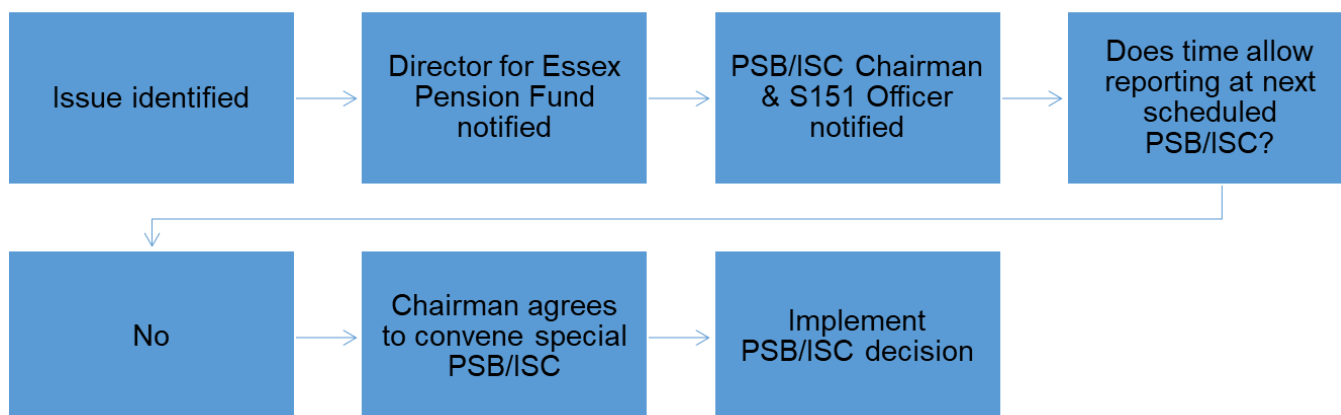 Issue identified
Director for Essex
Pension Fund
notified
PSB/ISC Chairman
& S151 Officer
notified
Does time allow
reporting at next
scheduled
PSB/ISC?
No
Chairman agrees
to convene special
PSB/ISC
Implement
PSB/ISC decision